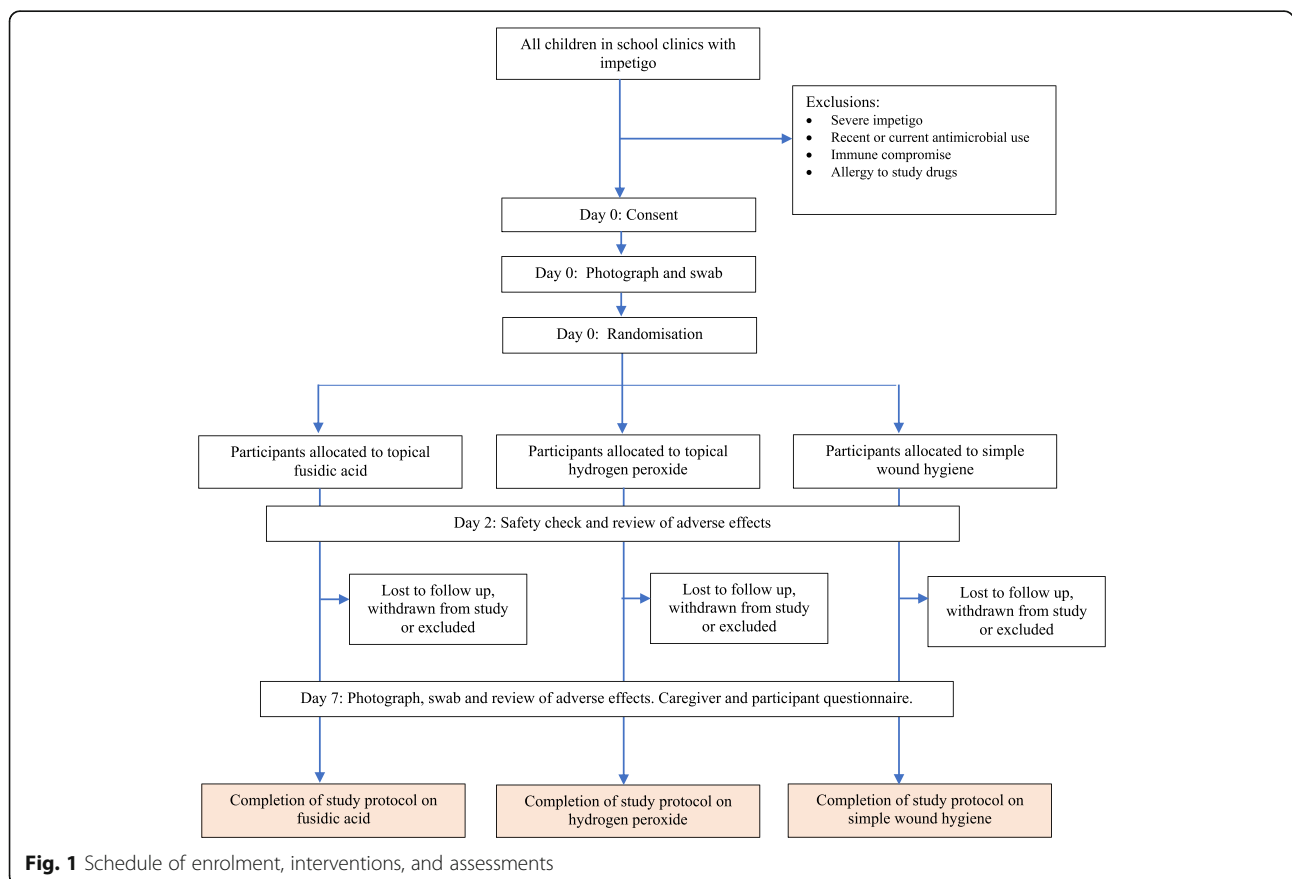 All children in school clinics with
impetigo
Exclusions:
• Severe impetigo
• Recent or current antimicrobial use
• Immune compromise
• Allergy to study drugs
Day 0: Consent
Day 0: Photograph and swab
Day 0: Randomisation
Participants allocated to topical
fusidic acid
Participants allocated to topical
hydrogen peroxide
Participants allocated to simple
wound hygiene
Day 2: Safety check and review of adverse effects
Lost to follow up,
withdrawn from study
or excluded
Lost to follow up,
withdrawn from study
or excluded
Lost to follow up,
withdrawn from study
or excluded
Day 7: Photograph, swab and review of adverse effects. Caregiver and participant questionnaire.
Completion of study protocol on
fusidic acid
Completion of study protocol on
hydrogen peroxide
Completion of study protocol on
simple wound hygiene
Fig. 1 Schedule of enrolment, interventions, and assessments